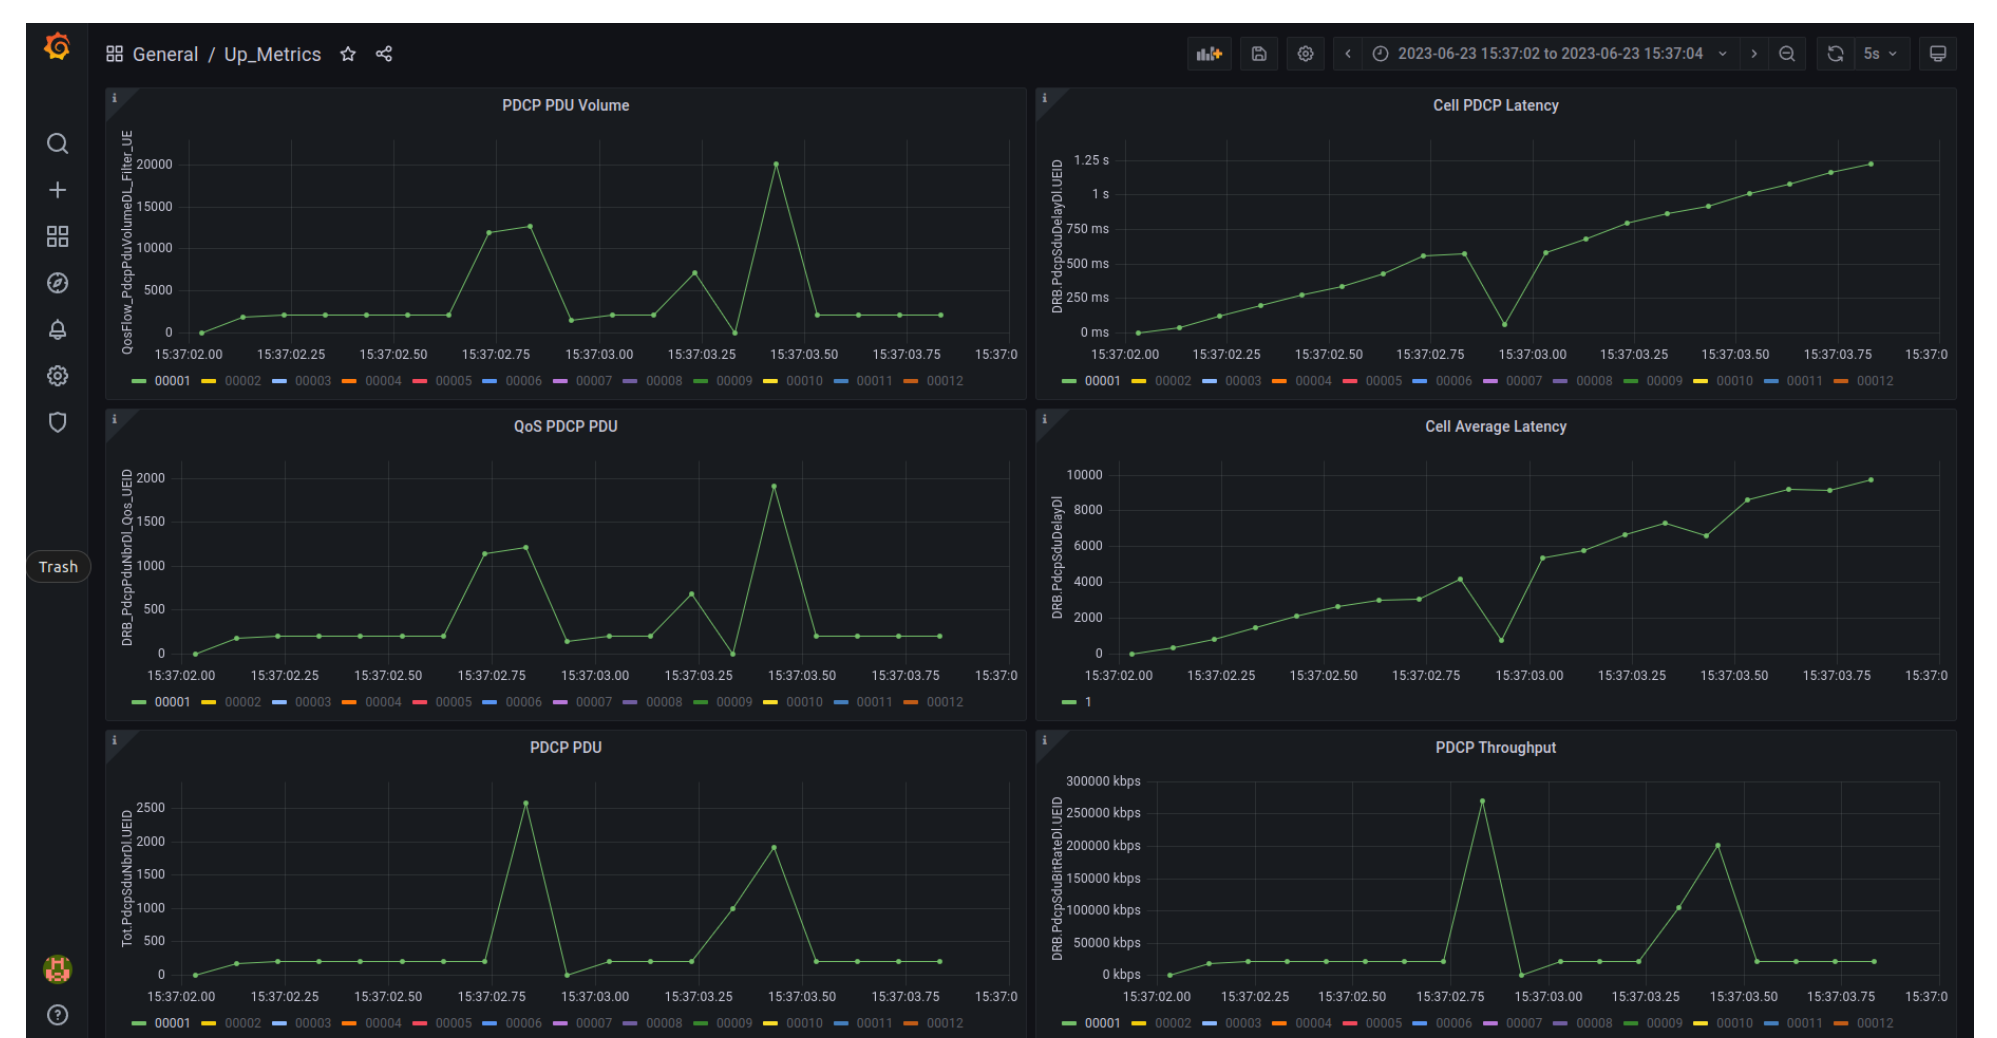 General / Up_Metrics
2023-06-23 15:37:02 to 2023-06-23 15:37:04
5s
Trash
PDCP PDU Volume
QosFlow_PdcpPduVolumeDL_Filter_UE
20000
15000
10000
5000
0
15:37:02.00 15:37:02.25 15:37:02.50 15:37:02.75 15:37:03.00 15:37:03.25 15:37:03.50 15:37:03.75 15:37:0
00001 00002 00003 00004 00005 00006 00007 00008 00009 00010 00011 00012
Cell PDCP Latency
DRB.PdcpSduDelayDl.UEID
1.25 s
1 s
750 ms
500 ms
250 ms
0 ms
15:37:02.00 15:37:02.25 15:37:02.50 15:37:02.75 15:37:03.00 15:37:03.25 15:37:03.50 15:37:03.75 15:37:0
00001 00002 00003 00004 00005 00006 00007 00008 00009 00010 00011 00012
QoS PDCP PDU
DRB_PdcpPduNbrDl_Qos_UEID
2000
1500
1000
500
0
15:37:02.00 15:37:02.25 15:37:02.50 15:37:02.75 15:37:03.00 15:37:03.25 15:37:03.50 15:37:03.75 15:37:0
00001 00002 00003 00004 00005 00006 00007 00008 00009 00010 00011 00012
Cell Average Latency
DRB.PdcpSduDelayDl
10000
8000
6000
4000
2000
0
15:37:02.00 15:37:02.25 15:37:02.50 15:37:02.75 15:37:03.00 15:37:03.25 15:37:03.50 15:37:03.75 15:37:0
1
PDCP PDU
Tot.PdcpSduNbrDl.UEID
2500
2000
1500
1000
500
0
15:37:02.00 15:37:02.25 15:37:02.50 15:37:02.75 15:37:03.00 15:37:03.25 15:37:03.50 15:37:03.75 15:37:0
00001 00002 00003 00004 00005 00006 00007 00008 00009 00010 00011 00012
PDCP Throughput
DRB.PdcpSduBitRateDl.UEID
300000 kbps
250000 kbps
200000 kbps
150000 kbps
100000 kbps
50000 kbps
0 kbps
15:37:02.00 15:37:02.25 15:37:02.50 15:37:02.75 15:37:03.00 15:37:03.25 15:37:03.50 15:37:03.75 15:37:0
00001 00002 00003 00004 00005 00006 00007 00008 00009 00010 00011 00012